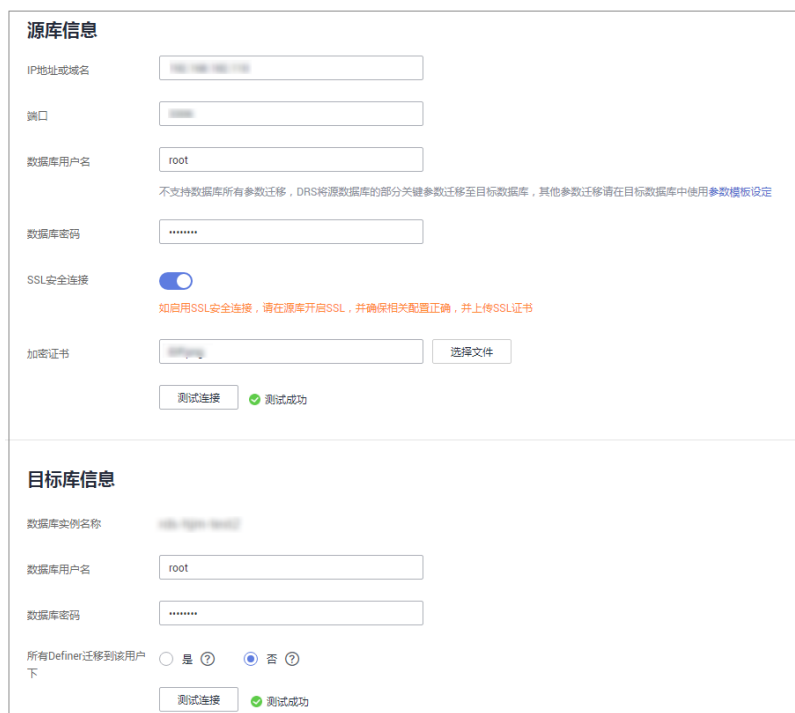 源库信息
IP地址或域名
端口
数据库用户名 root
不支持数据库所有参数迁移，DRS将源数据库的部分关键参数迁移至目标数据库，其他参数迁移请在目标数据库中使用参数模板设定
数据库密码 ••••••••
SSL安全连接
如启用SSL安全连接，请在源库开启SSL，并确保相关配置正确，并上传SSL证书
加密证书 选择文件
测试连接 测试成功
目标库信息
数据库实例名称
数据库用户名 root
数据库密码 ••••••••
所有Definer迁移到该用户
下
是 ? 否 ?
测试连接 测试成功